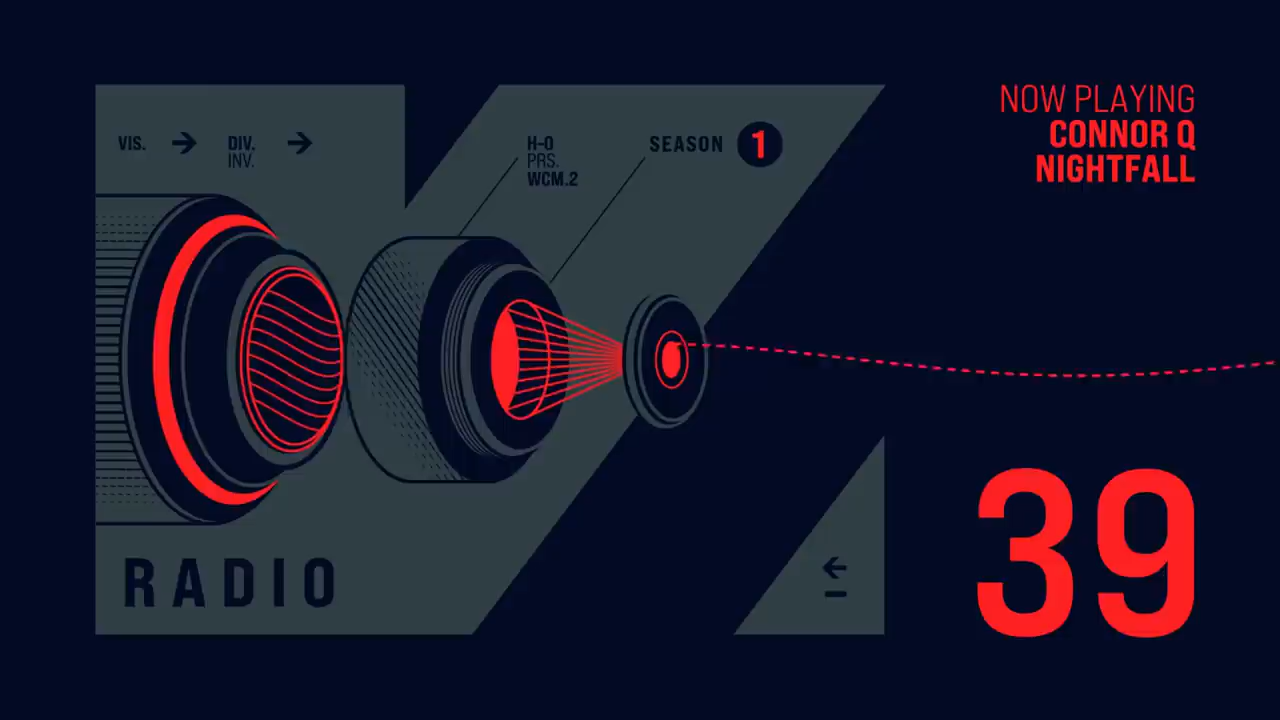 VIS. → DIV. →
INV.
H-O
PRS.
WCM.2
SEASON 1
NOW PLAYING
CONNOR Q
NIGHTFALL
RADIO
←
39